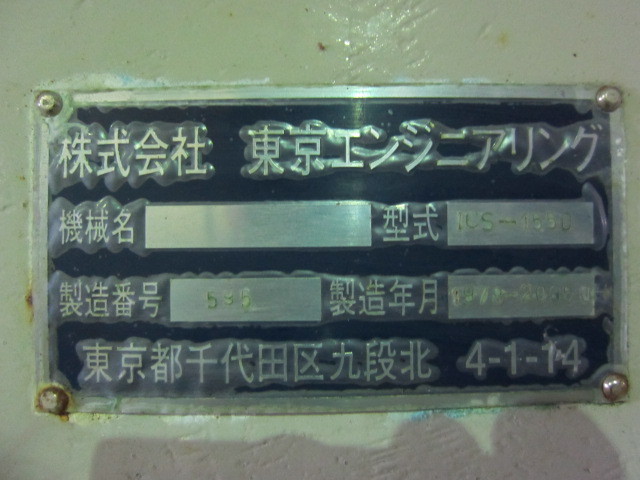 株式会社 東京エンジニアリング
機械名 型式
製造番号 595 製造年月
東京都千代田区九段北 4-1-14